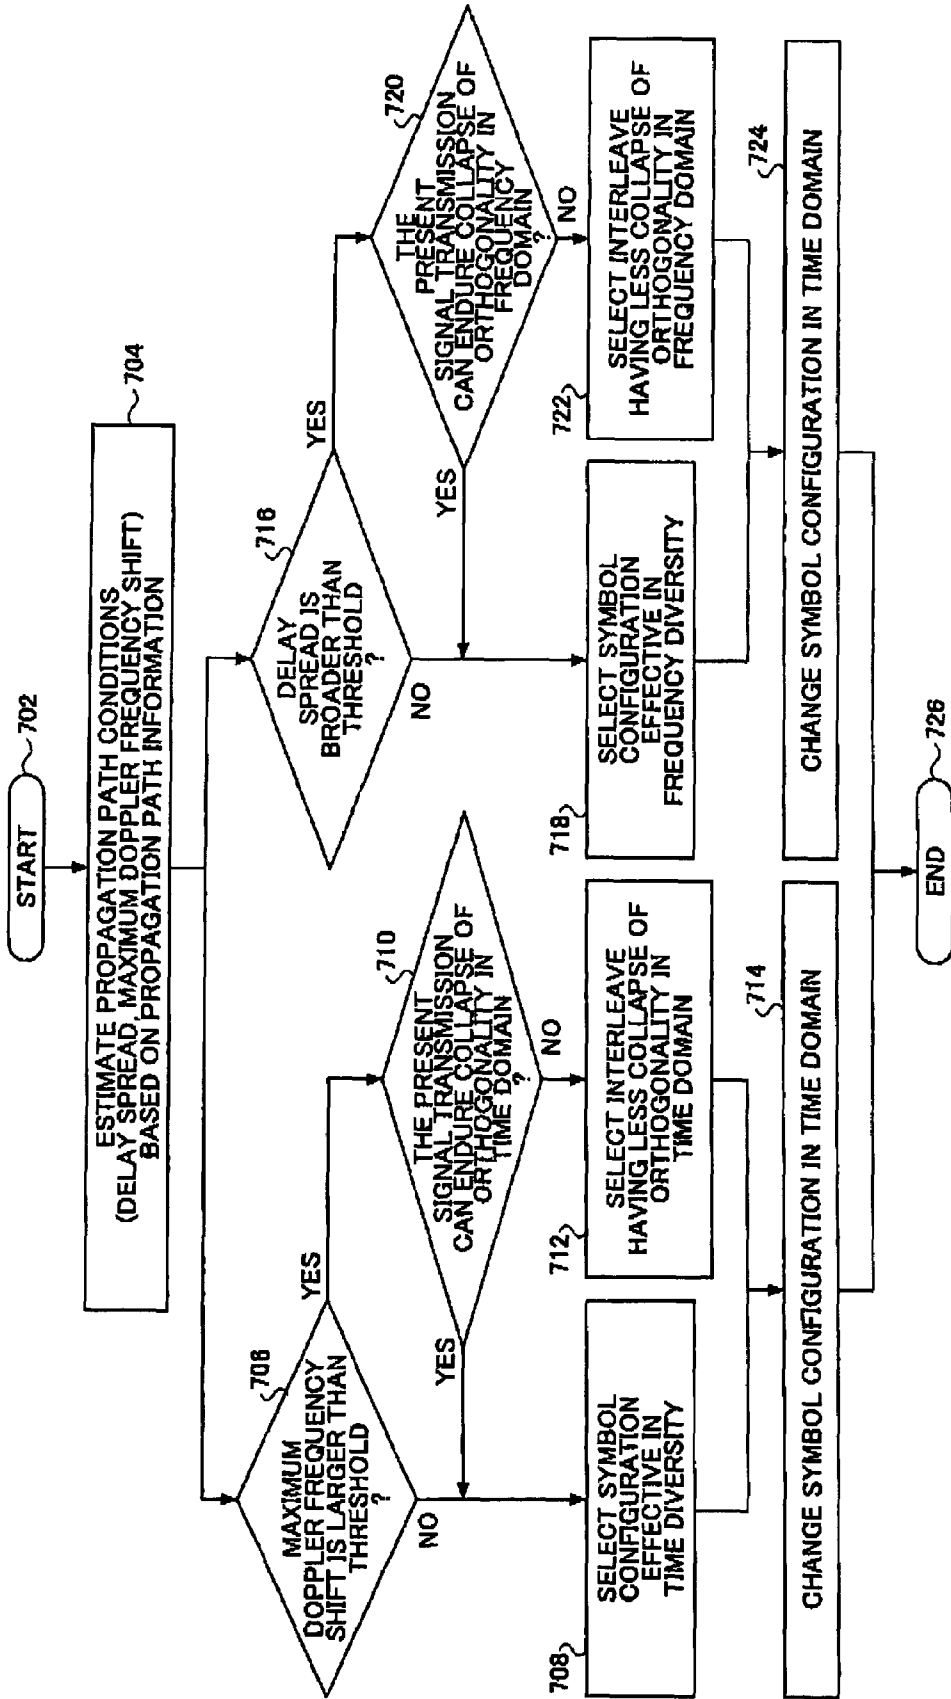 START
702
ESTIMATE PROPAGATION PATH CONDITIONS
(DELAY SPREAD, MAXIMUM DOPPLER FREQUENCY SHIFT)
BASED ON PROPAGATION PATH INFORMATION
704
MAXIMUM
DOPPLER FREQUENCY
SHIFT IS LARGER THAN
THRESHOLD
?
706
YES
NO
THE PRESENT
SIGNAL TRANSMISSION
CAN ENDURE COLLAPSE OF
ORTHOGONALITY IN
TIME DOMAIN
?
710
YES
NO
708
SELECT SYMBOL
CONFIGURATION
EFFECTIVE IN
TIME DIVERSITY
712
SELECT INTERLEAVE
HAVING LESS COLLAPSE OF
ORTHOGONALITY IN
TIME DOMAIN
714
CHANGE SYMBOL CONFIGURATION IN TIME DOMAIN
DELAY
SPREAD IS
BROADER THAN
THRESHOLD
?
716
YES
NO
THE
PRESENT
SIGNAL TRANSMISSION
CAN ENDURE COLLAPSE OF
ORTHOGONALITY IN
FREQUENCY
DOMAIN
?
720
YES
NO
718
SELECT SYMBOL
CONFIGURATION
EFFECTIVE IN
FREQUENCY DIVERSITY
722
SELECT INTERLEAVE
HAVING LESS COLLAPSE OF
ORTHOGONALITY IN
FREQUENCY DOMAIN
724
CHANGE SYMBOL CONFIGURATION IN TIME DOMAIN
END
726